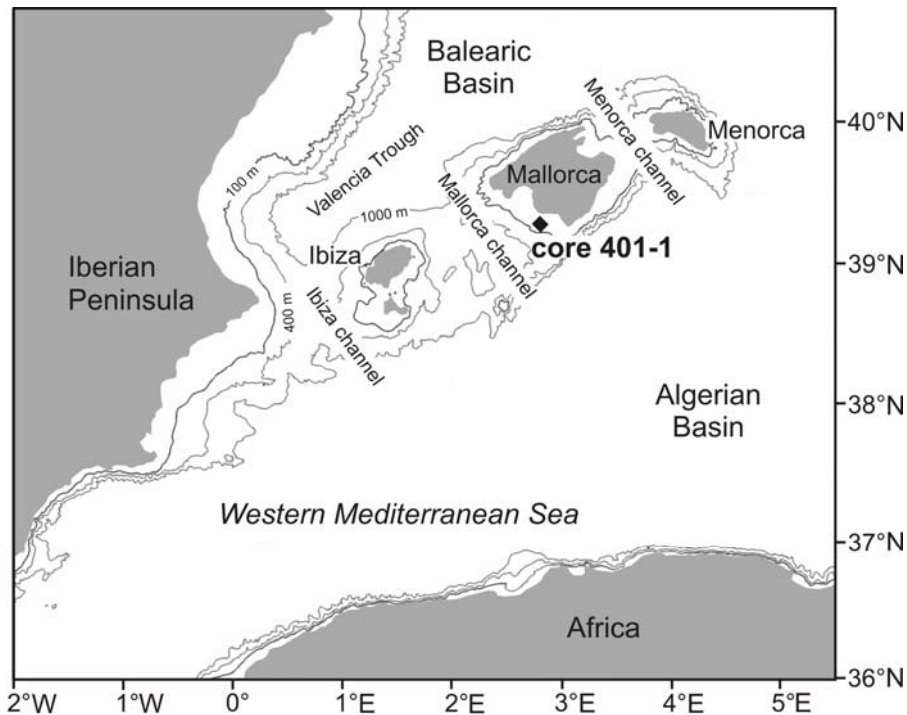 Balearic
Basin
Menorca channel
40°N
Menorca
100 m
Valencia Trough
Mallorca
Mallorca channel
1000 m
core 401-1
Ibiza
39°N
Iberian
Peninsula
400 m
Ibiza channel
38°N
Algerian
Basin
Western Mediterranean Sea
37°N
Africa
36°N
2°W
1°W
0°
1°E
2°E
3°E
4°E
5°E